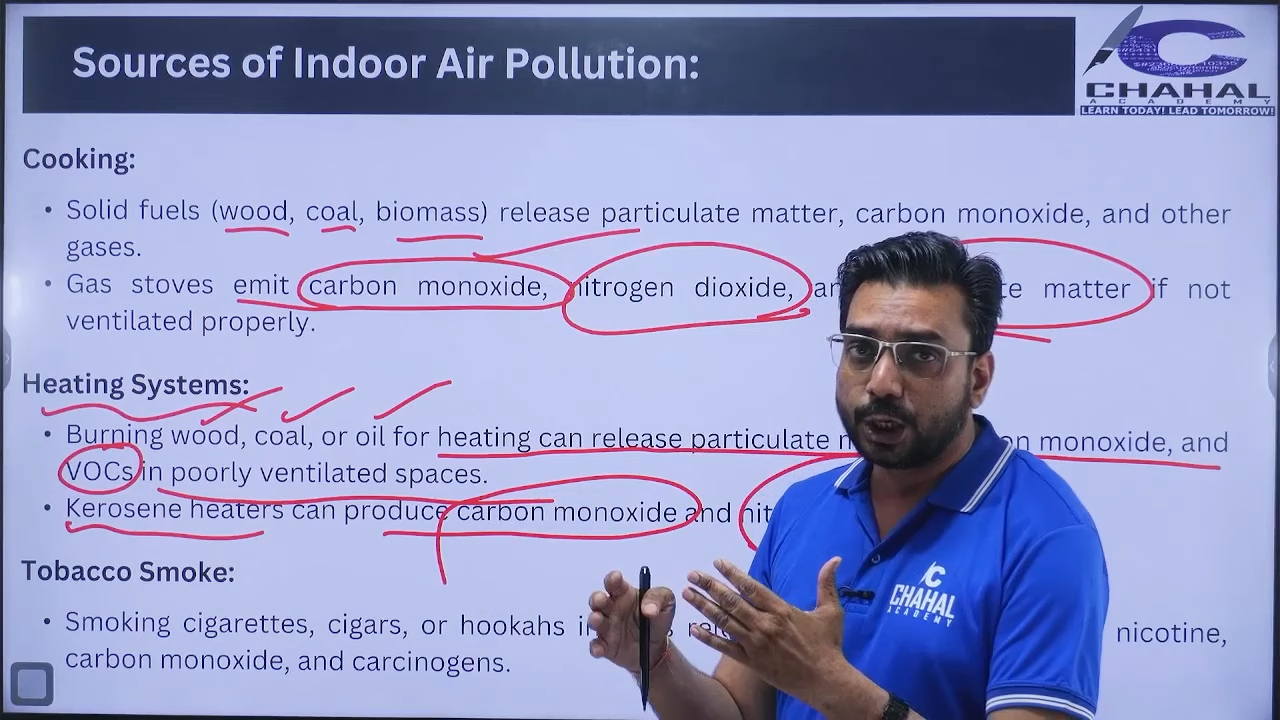 Sources of Indoor Air Pollution:
CHAHAL
ACADEMY
LEARN TODAY! LEAD TOMORROW!
Cooking:
• Solid fuels (wood, coal, biomass) release particulate matter, carbon monoxide, and other
gases.
• Gas stoves emit carbon monoxide, nitrogen dioxide, matter if not
ventilated properly.
Heating Systems:
• Burning wood, coal, or oil for heating can release particulate monoxide, and
VOCs in poorly ventilated spaces.
• Kerosene heaters can produce carbon monoxide and
Tobacco Smoke:
• Smoking cigarettes, cigars, or hookahs nicotine,
carbon monoxide, and carcinogens.
CHAHAL
ACADEMY